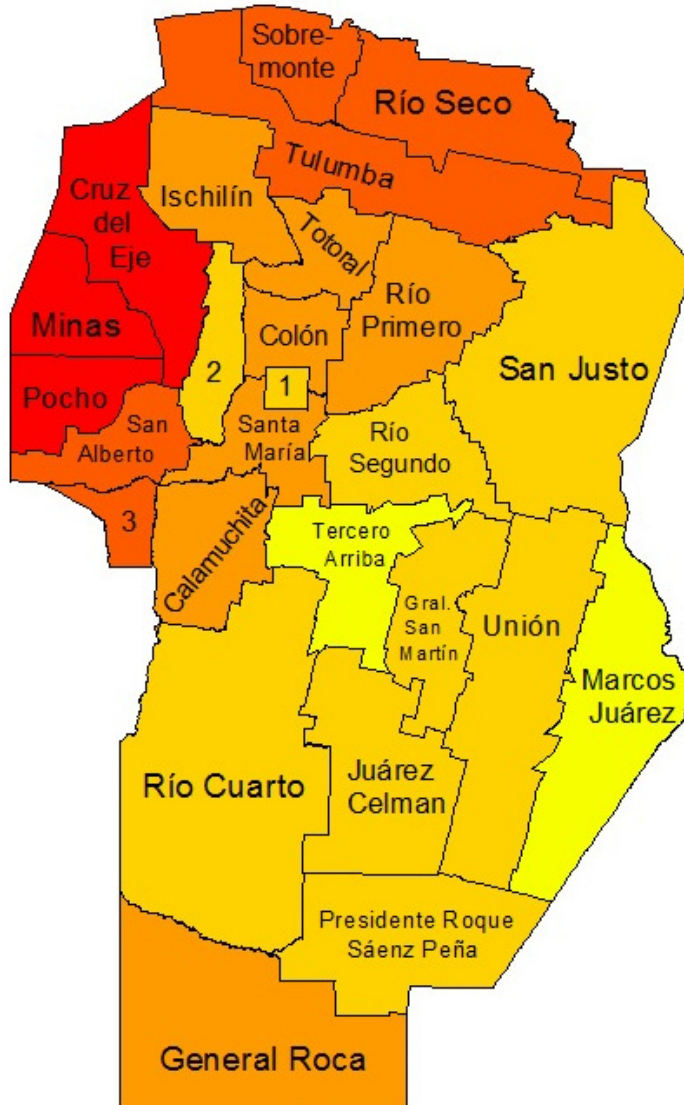 Sobre-
monte
Río Seco
Tulumba
Cruz
del
Eje
Ischilín
Totoral
Río
Primero
Minas
Colón
2
1
San Justo
Pocho
San
Alberto
Santa
María
Río
Segundo
3
Calamuchita
Tercero
Arriba
Gral.
San
Martín
Unión
Marcos
Juárez
Río Cuarto
Juárez
Celman
Presidente Roque
Sáenz Peña
General Roca